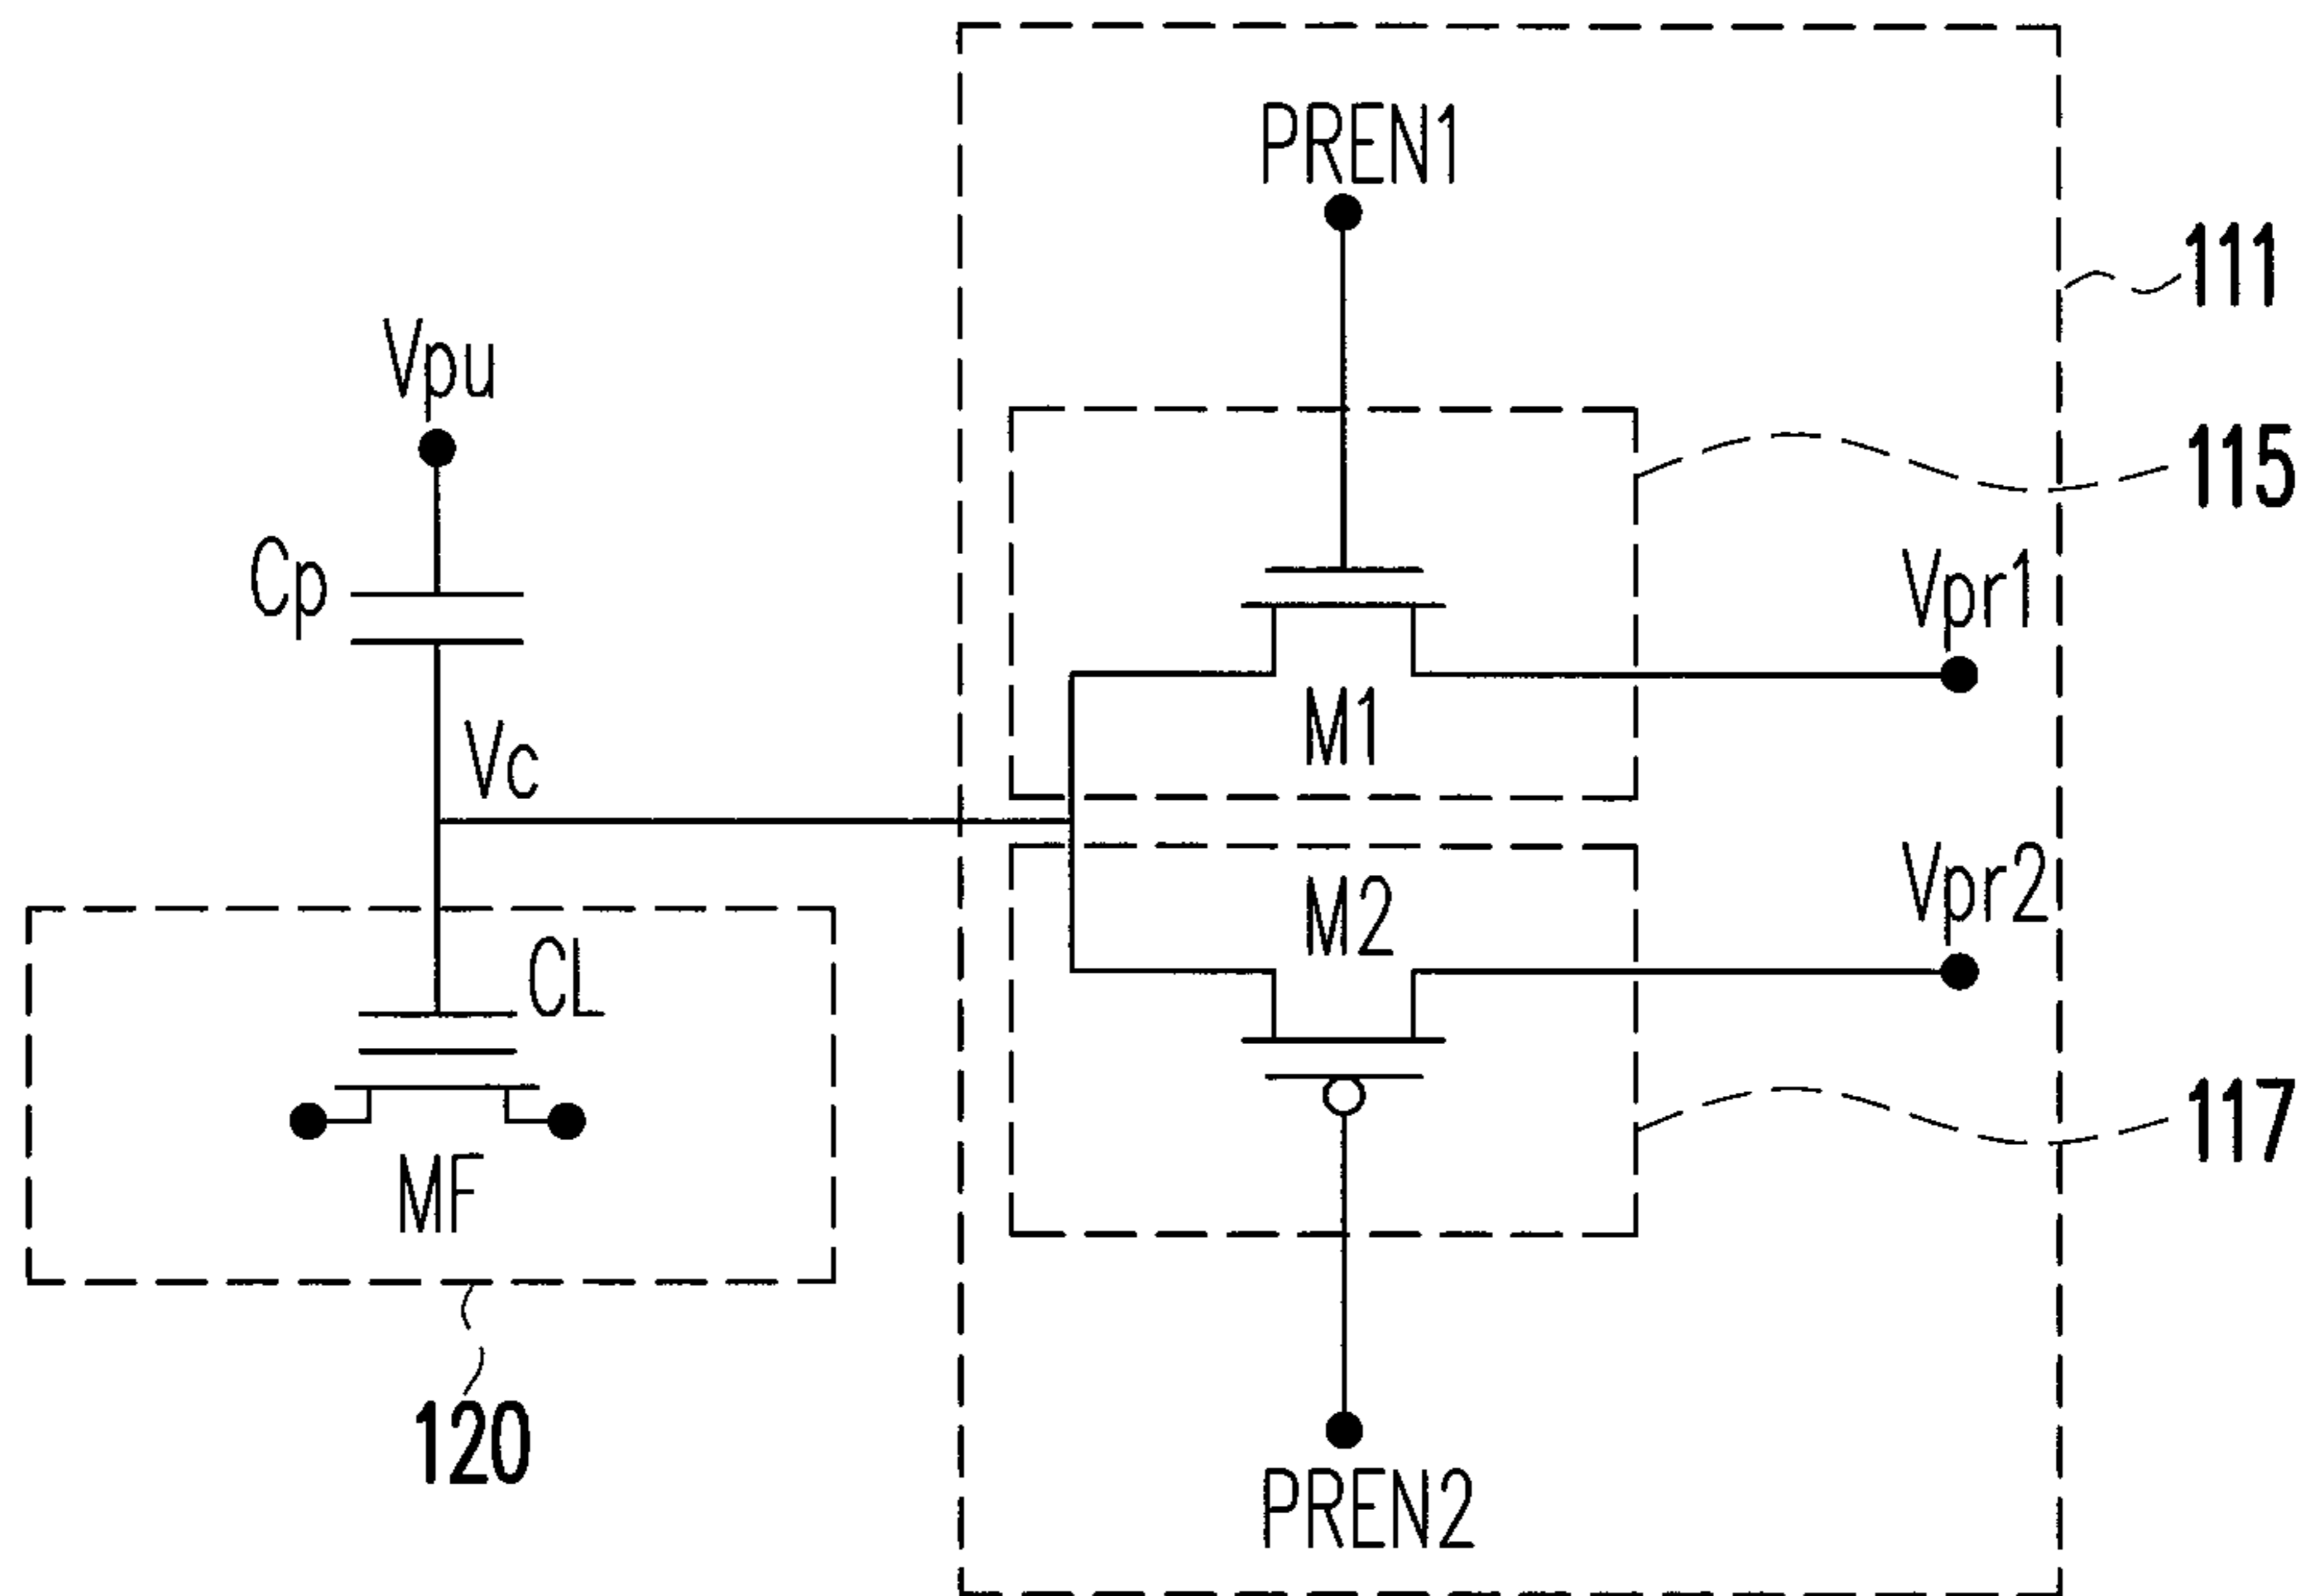 PREN1
111
Vpu
115
Cp
Vpr1
M1
Vc
Vpr2
M2
CL
117
MF
120
PREN2